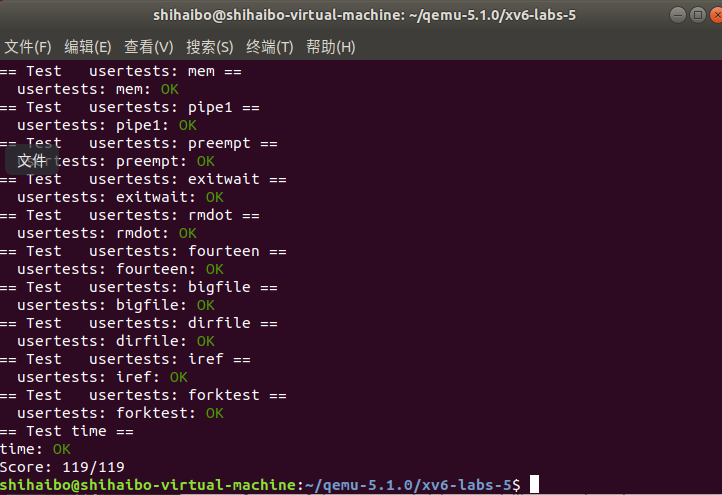 shihaibo@shihaibo-virtual-machine: ~/qemu-5.1.0/xv6-labs-5
文件(F) 编辑(E) 查看(V) 搜索(S) 终端(T) 帮助(H)
== Test   usertests: mem ==
  usertests: mem: OK
== Test   usertests: pipe1 ==
  usertests: pipe1: OK
== Test   usertests: preempt ==
文件
  usertests: preempt: OK
== Test   usertests: exitwait ==
  usertests: exitwait: OK
== Test   usertests: rmdot ==
  usertests: rmdot: OK
== Test   usertests: fourteen ==
  usertests: fourteen: OK
== Test   usertests: bigfile ==
  usertests: bigfile: OK
== Test   usertests: dirfile ==
  usertests: dirfile: OK
== Test   usertests: iref ==
  usertests: iref: OK
== Test   usertests: forktest ==
  usertests: forktest: OK
== Test time ==
time: OK
Score: 119/119
shihaibo@shihaibo-virtual-machine:~/qemu-5.1.0/xv6-labs-5$